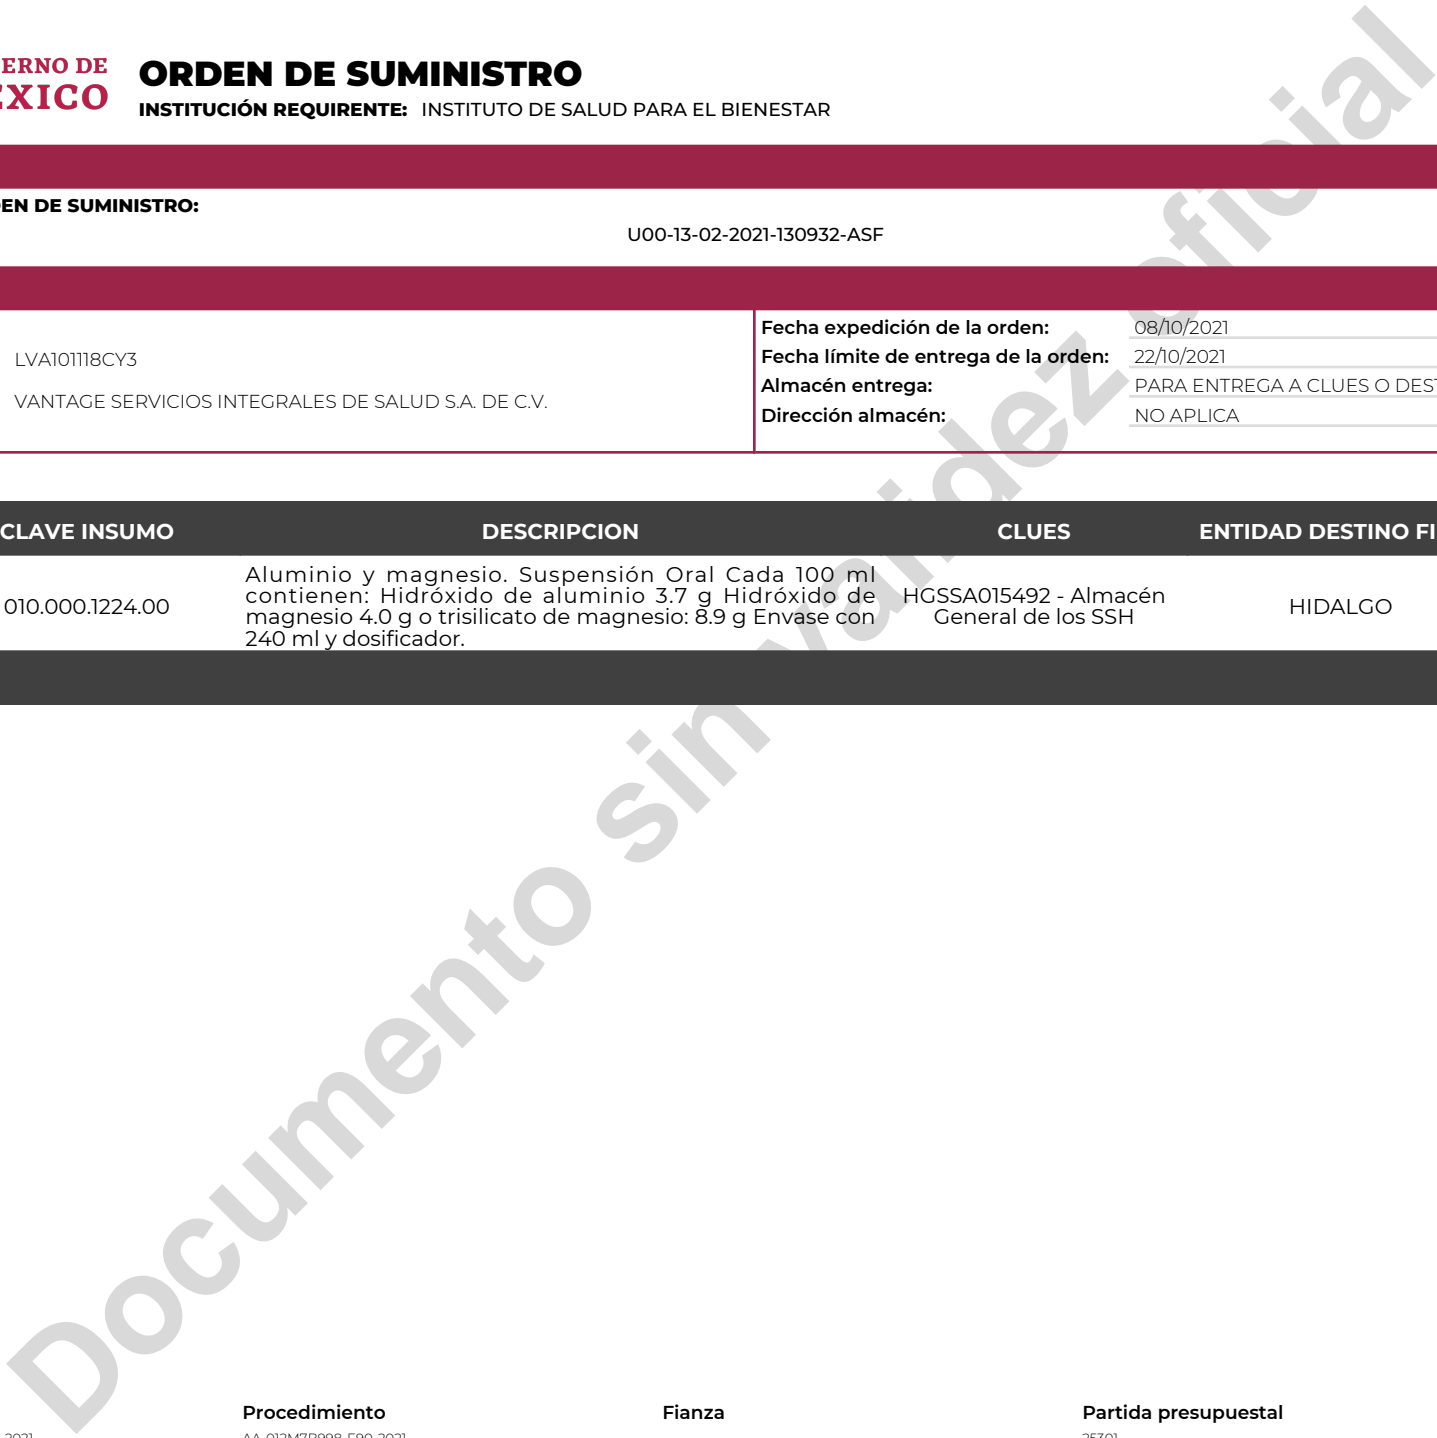 ERNO DE
EXICO
ORDEN DE SUMINISTRO
INSTITUCIÓN REQUIRENTE: INSTITUTO DE SALUD PARA EL BIENESTAR
EN DE SUMINISTRO:
U00-13-02-2021-130932-ASF
LVA101118CY3
VANTAGE SERVICIOS INTEGRALES DE SALUD S.A. DE C.V.
Fecha expedición de la orden: 08/10/2021
Fecha límite de entrega de la orden: 22/10/2021
Almacén entrega: PARA ENTREGA A CLUES O DEST
Dirección almacén: NO APLICA
CLAVE INSUMO DESCRIPCION CLUES ENTIDAD DESTINO FI
010.000.1224.00
Aluminio y magnesio. Suspensión Oral Cada 100 ml
contienen: Hidróxido de aluminio 3.7 g Hidróxido de
magnesio 4.0 g o trisilicato de magnesio: 8.9 g Envase con
240 ml y dosificador.
HGSSA015492 - Almacén
General de los SSH
HIDALGO
Documento sin validez oficial
Procedimiento Fianza Partida presupuestal